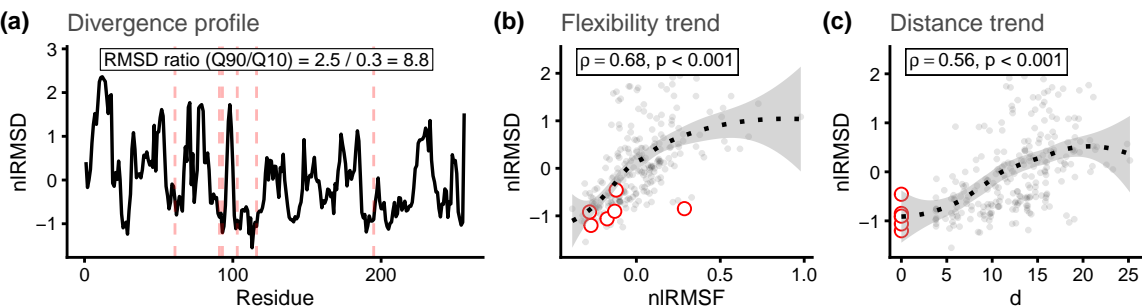 (a) Divergence profile
RMSD ratio (Q90/Q10) = 2.5 / 0.3 = 8.8
nlRMSD
3
2
1
0
−1
0
100
200
Residue
(b) Flexibility trend
ρ = 0.68, p < 0.001
nlRMSD
2
1
0
−1
0.0
0.5
1.0
nlRMSF
(c) Distance trend
ρ = 0.56, p < 0.001
nlRMSD
2
1
0
−1
0
5
10
15
20
25
d